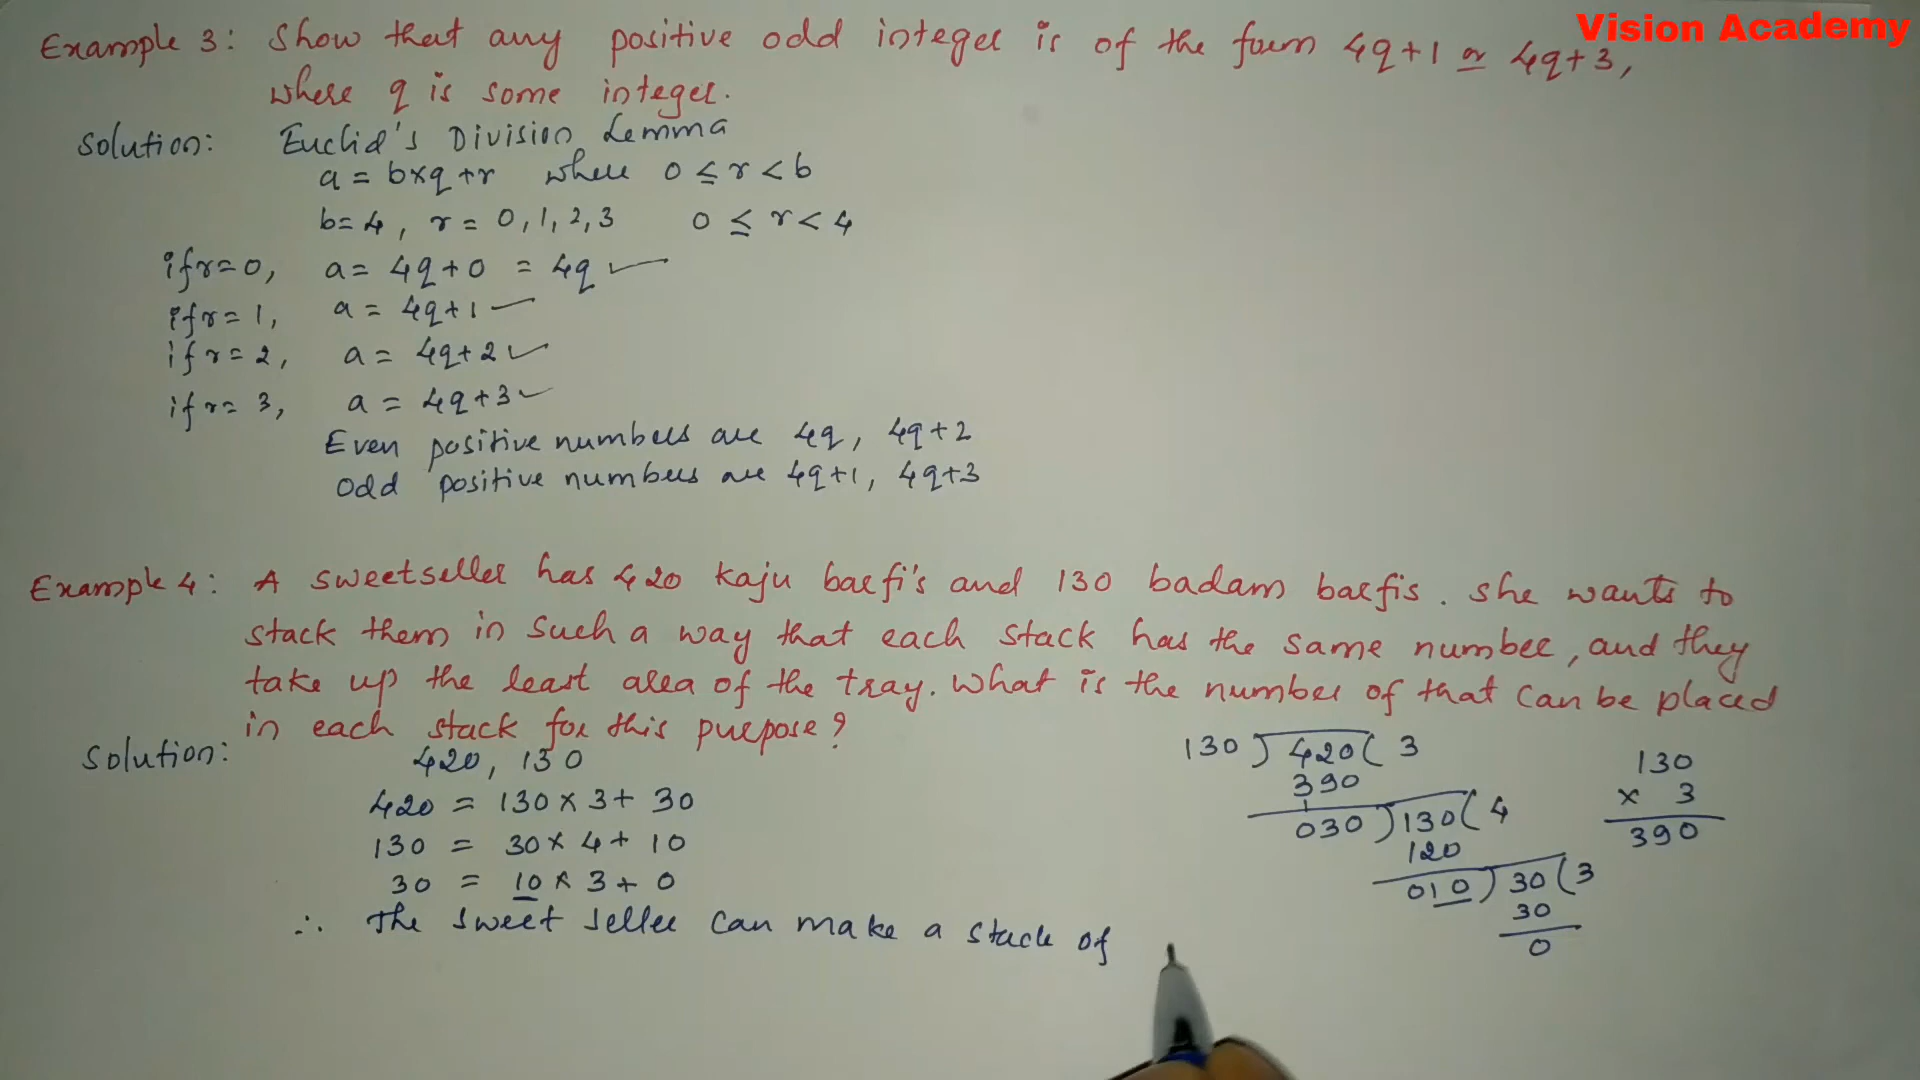 Vision Academy
Example 3: Show that any positive odd integer is of the form 4q+1 or 4q+3,
where q is some integer.
Solution: Euclid's Division Lemma
a = b×q+r where 0 ≤ r < b
b=4, r = 0, 1, 2, 3 0 ≤ r < 4
if r=0, a = 4q+0 = 4q ✓
if r=1, a = 4q+1 ✓
if r=2, a = 4q+2 ✓
if r=3, a = 4q+3 ✓
Even positive numbers are 4q, 4q+2
odd positive numbers are 4q+1, 4q+3
Example 4: A sweetseller has 420 kaju barfi's and 130 badam barfis. she wants to
stack them in such a way that each stack has the same number, and they
take up the least area of the tray. What is the number of that can be placed
in each stack for this purpose?
Solution: 420, 130
420 = 130 × 3 + 30
130 = 30 × 4 + 10
30 = 10 × 3 + 0
∴ The sweet seller can make a stack of
130 ) 420 ( 3
390
030 ) 130 ( 4
120
010 ) 30 ( 3
30
0
130
× 3
390